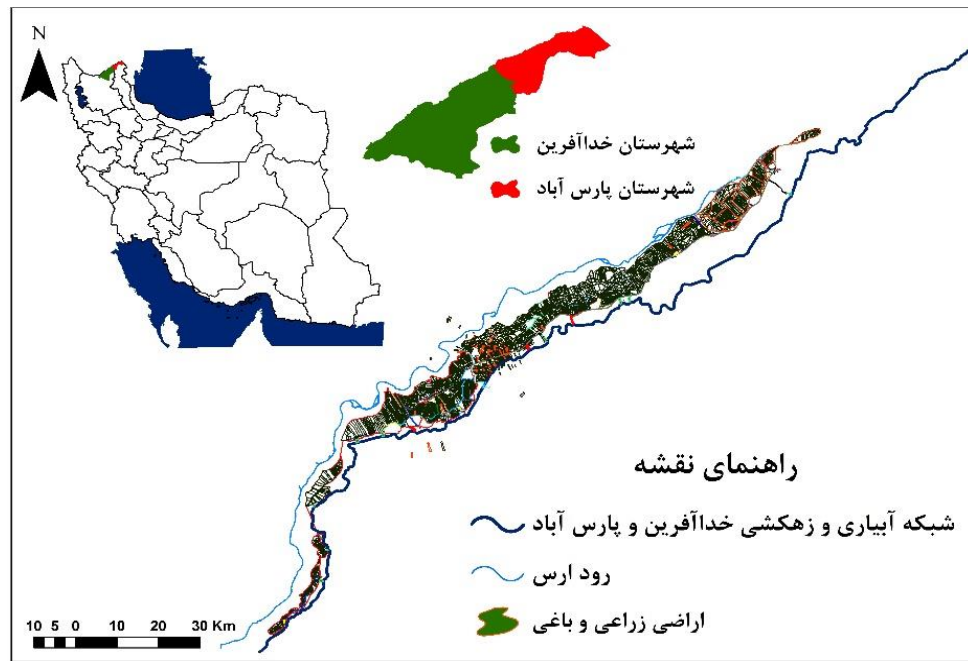 N
شهرستان خداآفرین
شهرستان پارس آباد
راهنمای نقشه
شبکه آبیاری و زهکشی خداآفرین و پارس آباد
رود ارس
اراضی زراعی و باغی
10 5 0 10 20 30 Km